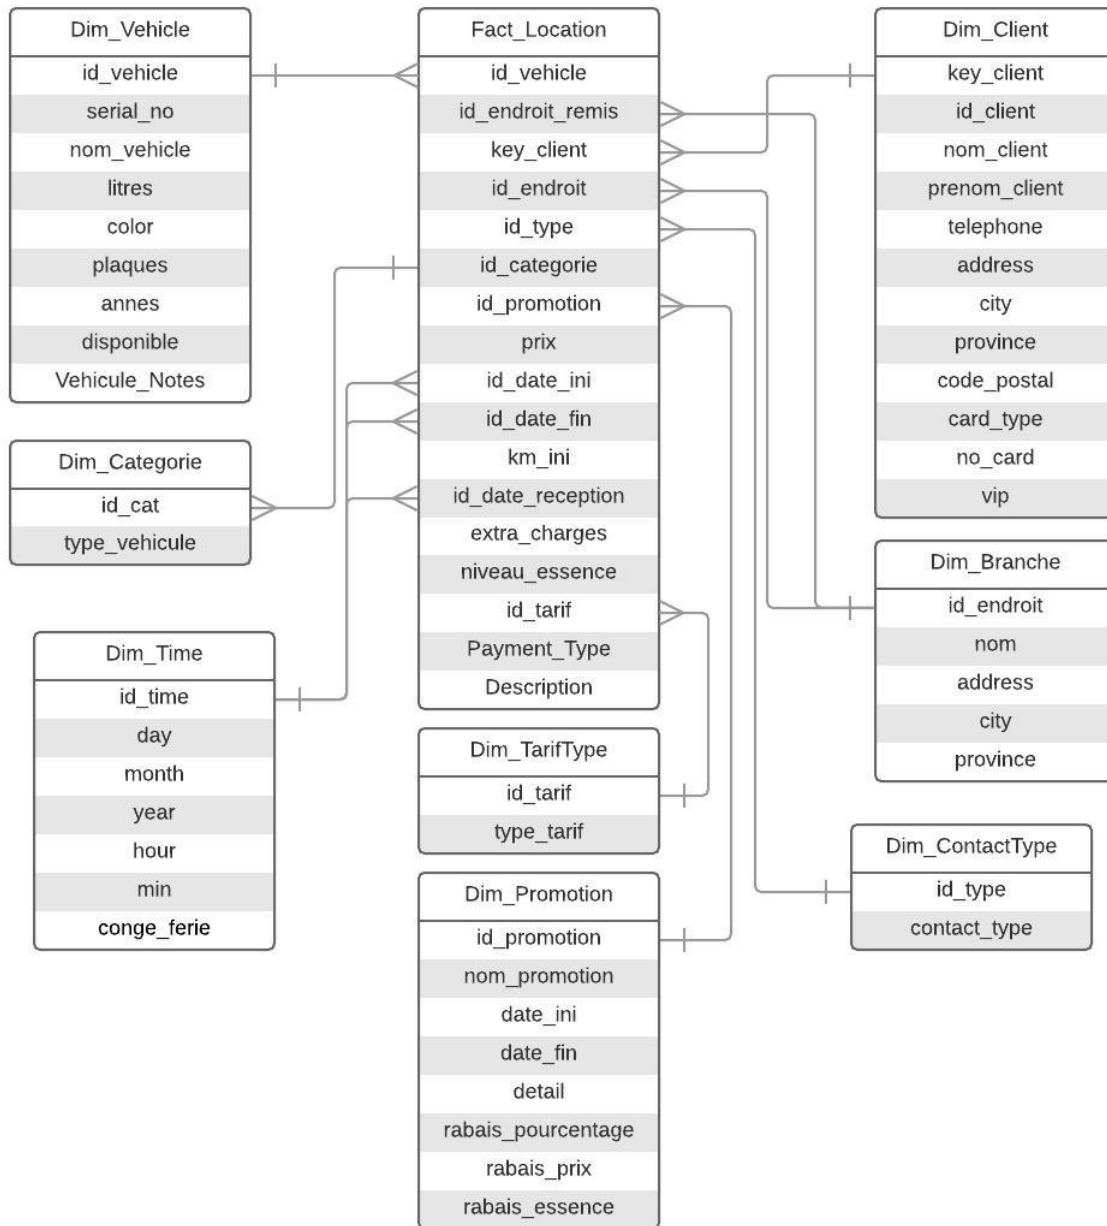 Dim_Vehicle
id_vehicle
serial_no
nom_vehicle
litres
color
plaques
annes
disponible
Vehicule_Notes
Dim_Categorie
id_cat
type_vehicule
Dim_Time
id_time
day
month
year
hour
min
conge_ferie
Fact_Location
id_vehicle
id_endroit_remis
key_client
id_endroit
id_type
id_categorie
id_promotion
prix
id_date_ini
id_date_fin
km_ini
id_date_reception
extra_charges
niveau_essence
id_tarif
Payment_Type
Description
Dim_TarifType
id_tarif
type_tarif
Dim_Promotion
id_promotion
nom_promotion
date_ini
date_fin
detail
rabais_pourcentage
rabais_prix
rabais_essence
Dim_Client
key_client
id_client
nom_client
prenom_client
telephone
address
city
province
code_postal
card_type
no_card
vip
Dim_Branche
id_endroit
nom
address
city
province
Dim_ContactType
id_type
contact_type